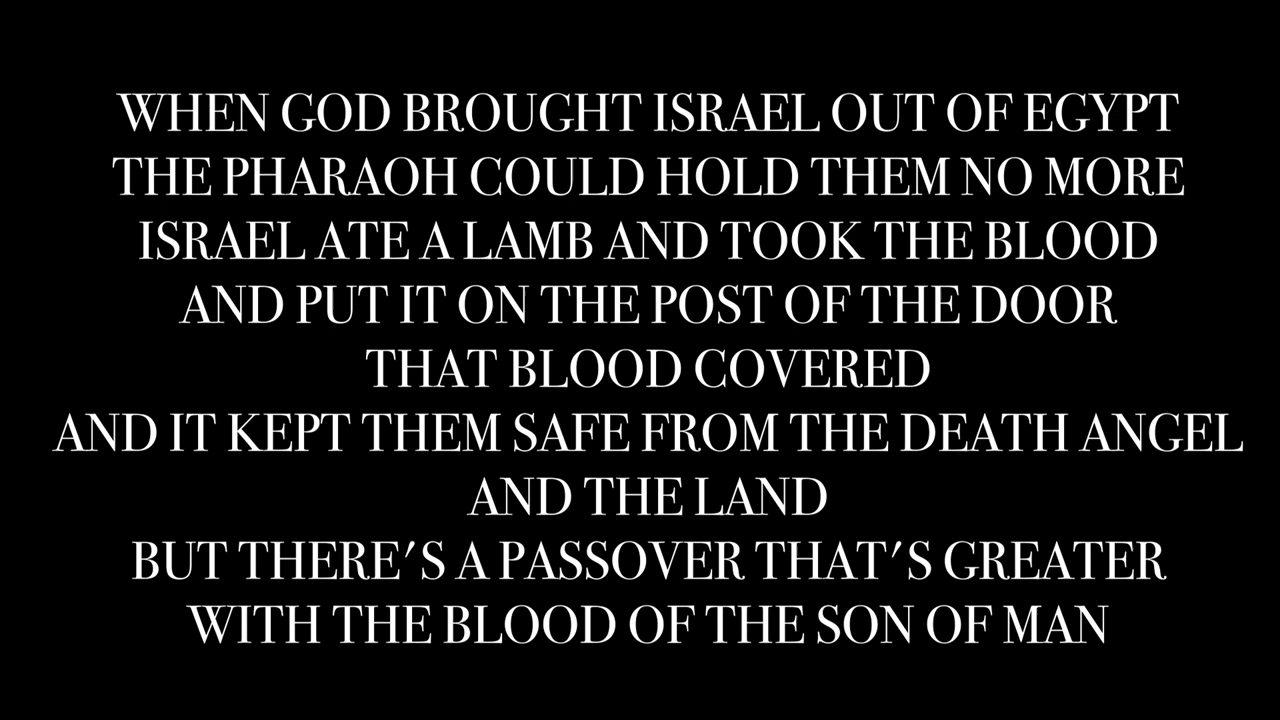 WHEN GOD BROUGHT ISRAEL OUT OF EGYPT
THE PHARAOH COULD HOLD THEM NO MORE
ISRAEL ATE A LAMB AND TOOK THE BLOOD
AND PUT IT ON THE POST OF THE DOOR
THAT BLOOD COVERED
AND IT KEPT THEM SAFE FROM THE DEATH ANGEL
AND THE LAND
BUT THERE'S A PASSOVER THAT'S GREATER
WITH THE BLOOD OF THE SON OF MAN